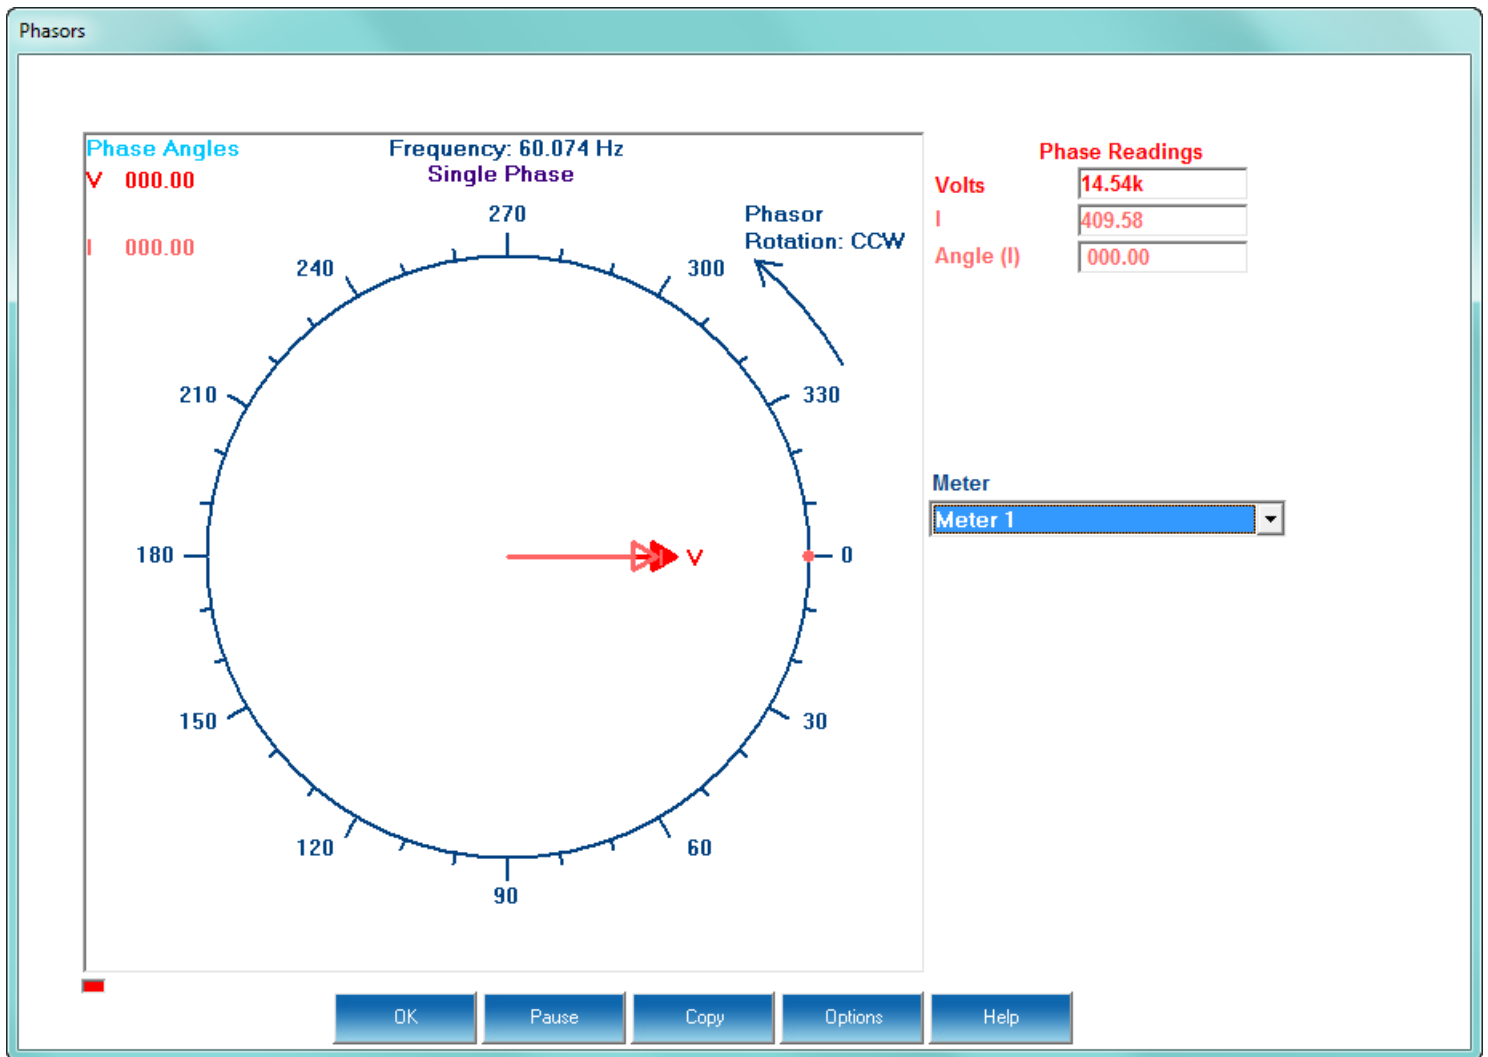 Phasors
Phase Angles
Frequency: 60.074 Hz
Single Phase
V 000.00
I 000.00
Phasor
Rotation: CCW
270
240
300
210
330
180
0
150
30
120
60
90
V
I
Phase Readings
Volts 14.54k
I 409.58
Angle (I) 000.00
Meter
Meter 1
OK
Pause
Copy
Options
Help